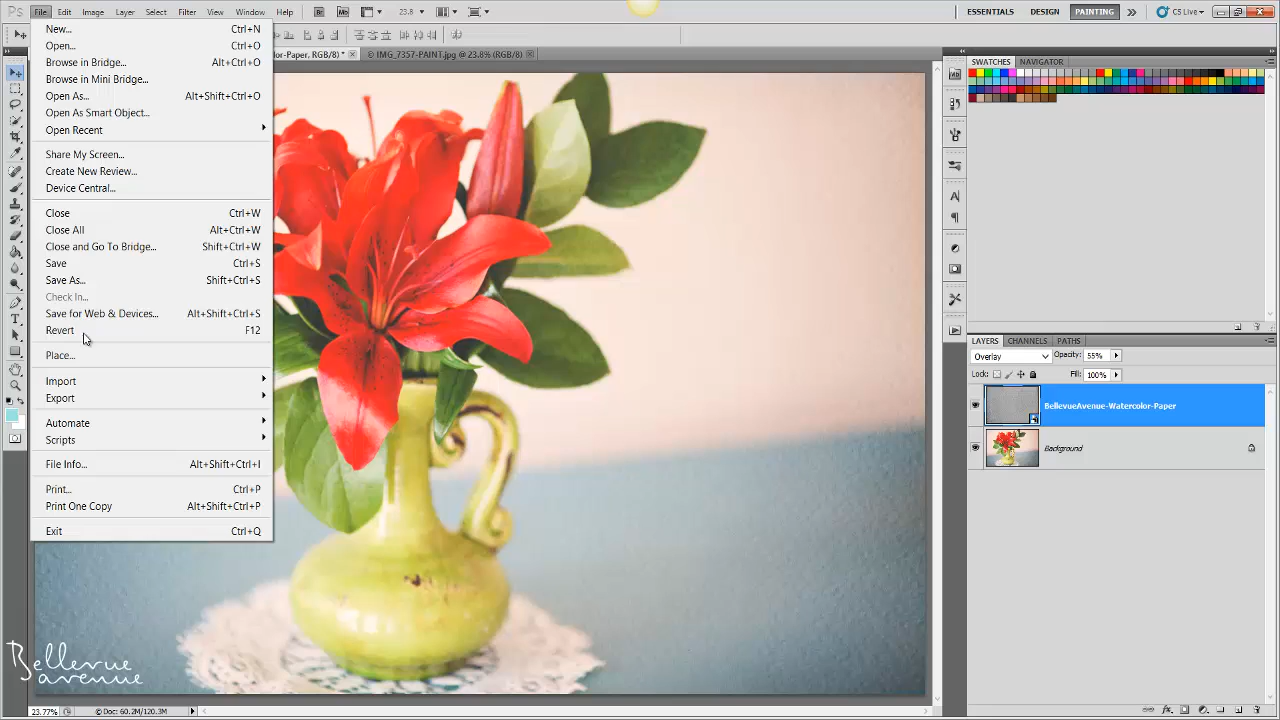 Ps File Edit Image Layer Select Filter View Window Help Br Mb 23.8 ESSENTIALS DESIGN PAINTING CS Live
olor-Paper, RGB/8) * IMG_7357-PAINT.jpg @ 23.8% (RGB/8)
New... Ctrl+N
Open... Ctrl+O
Browse in Bridge... Alt+Ctrl+O
Browse in Mini Bridge...
Open As... Alt+Shift+Ctrl+O
Open As Smart Object...
Open Recent
Share My Screen...
Create New Review...
Device Central...
Close Ctrl+W
Close All Alt+Ctrl+W
Close and Go To Bridge... Shift+Ctrl+W
Save Ctrl+S
Save As... Shift+Ctrl+S
Check In...
Save for Web & Devices... Alt+Shift+Ctrl+S
Revert F12
Place...
Import
Export
Automate
Scripts
File Info... Alt+Shift+Ctrl+I
Print... Ctrl+P
Print One Copy Alt+Shift+Ctrl+P
Exit Ctrl+Q
SWATCHES NAVIGATOR
LAYERS CHANNELS PATHS
Overlay Opacity: 55%
Lock: Fill: 100%
BellevueAvenue-Watercolor-Paper
Background
Bellevue
avenue
23.77% Doc: 60.2M/120.3M